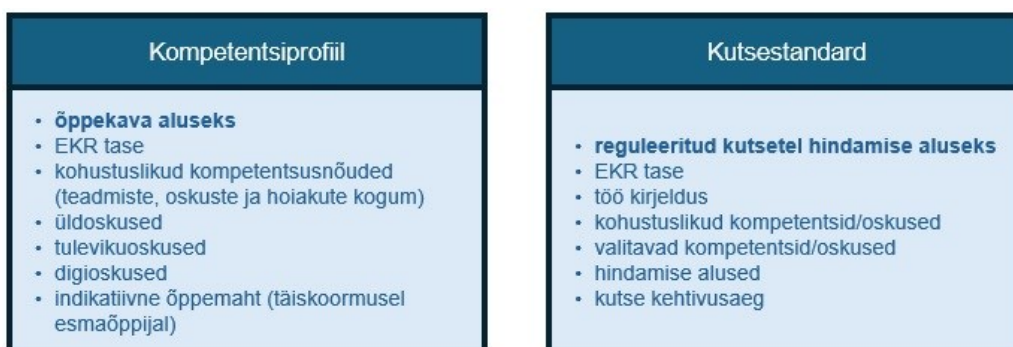 Kompetentsiprofiil
• õppekava aluseks
• EKR tase
• kohustuslikud kompetentsusnõuded
(teadmiste, oskuste ja hoiakute kogum)
• üldoskused
• tulevikuoskused
• digioskused
• indikatiivne õppemaht (täiskoormusel
esmaõppijal)
Kutsestandard
• reguleeritud kutsetel hindamise aluseks
• EKR tase
• töö kirjeldus
• kohustuslikud kompetentsid/oskused
• valitavad kompetentsid/oskused
• hindamise alused
• kutse kehtivusaeg